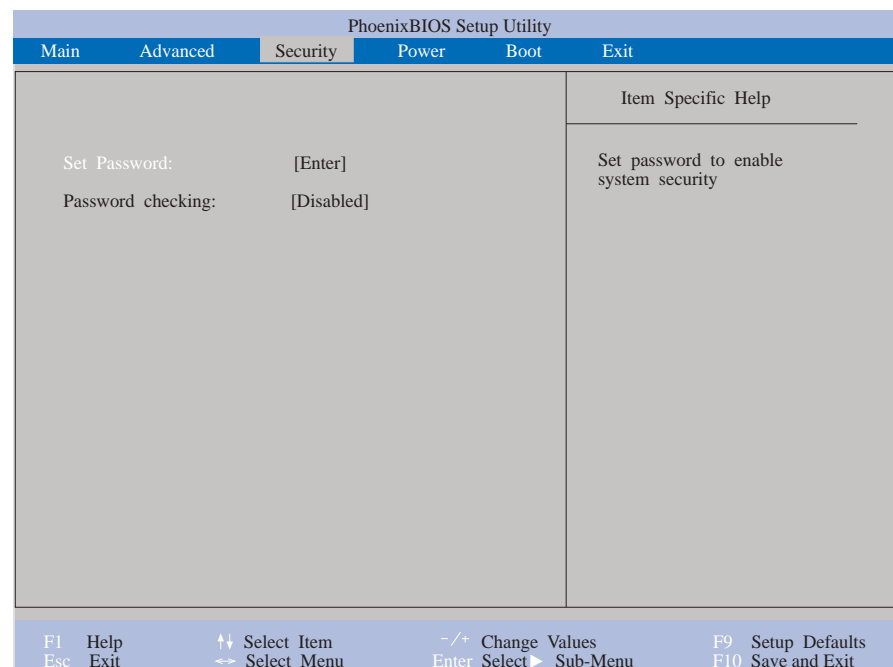 PhoenixBIOS Setup Utility
Main Advanced Security Power Boot Exit
Item Specific Help
Set Password: [Enter]
Set password to enable
system security
Password checking: [Disabled]
F1 Help ↑↓ Select Item -/+ Change Values F9 Setup Defaults
Esc Exit ↔ Select Menu Enter Select ▶ Sub-Menu F10 Save and Exit